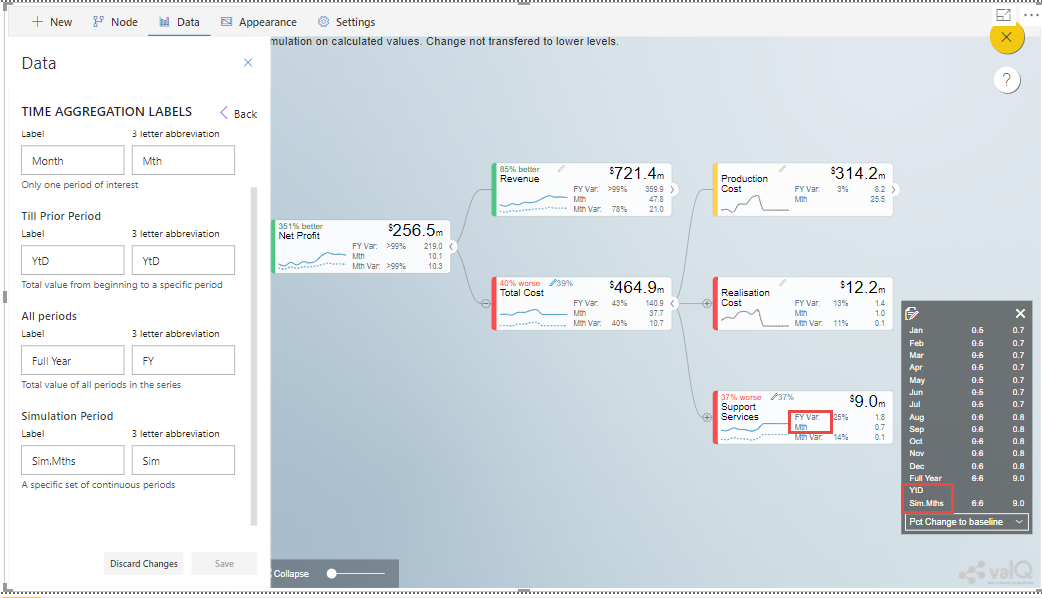 New Node Data Appearance Settings
mulation on calculated values. Change not transfered to lower levels.
?
Data
TIME AGGREGATION LABELS Back
Label 3 letter abbreviation
Month Mth
Only one period of interest
Till Prior Period
Label 3 letter abbreviation
YtD YtD
Total value from beginning to a specific period
All periods
Label 3 letter abbreviation
Full Year FY
Total value of all periods in the series
Simulation Period
Label 3 letter abbreviation
Sim.Mths Sim
A specific set of continuous periods
Discard Changes Save
351% better
Net Profit
$256.5m
FY Var: >99% 219.0
Mth 10.1
Mth Var: >99% 10.3
85% better
Revenue
$721.4m
FY Var: >99% 359.9
Mth 47.8
Mth Var: 78% 21.0
40% worse 39%
Total Cost
$464.9m
FY Var: 43% 140.9
Mth 37.7
Mth Var: 40% 10.7
Production
Cost
$314.2m
FY Var: 3% 8.2
Mth 25.5
Realisation
Cost
$12.2m
FY Var: 13% 1.4
Mth 1.0
Mth Var: 11% 0.1
37% worse 37%
Support
Services
$9.0m
FY Var: 25% 1.8
Mth 0.7
Mth Var: 14% 0.1
Jan 0.5 0.7
Feb 0.5 0.7
Mar 0.5 0.7
Apr 0.5 0.7
May 0.5 0.7
Jun 0.5 0.7
Jul 0.5 0.7
Aug 0.6 0.8
Sep 0.6 0.8
Oct 0.6 0.8
Nov 0.6 0.8
Dec 0.6 0.8
Full Year 6.6 9.0
YtD
Sim.Mths 6.6 9.0
Pct Change to baseline
Collapse
valQ